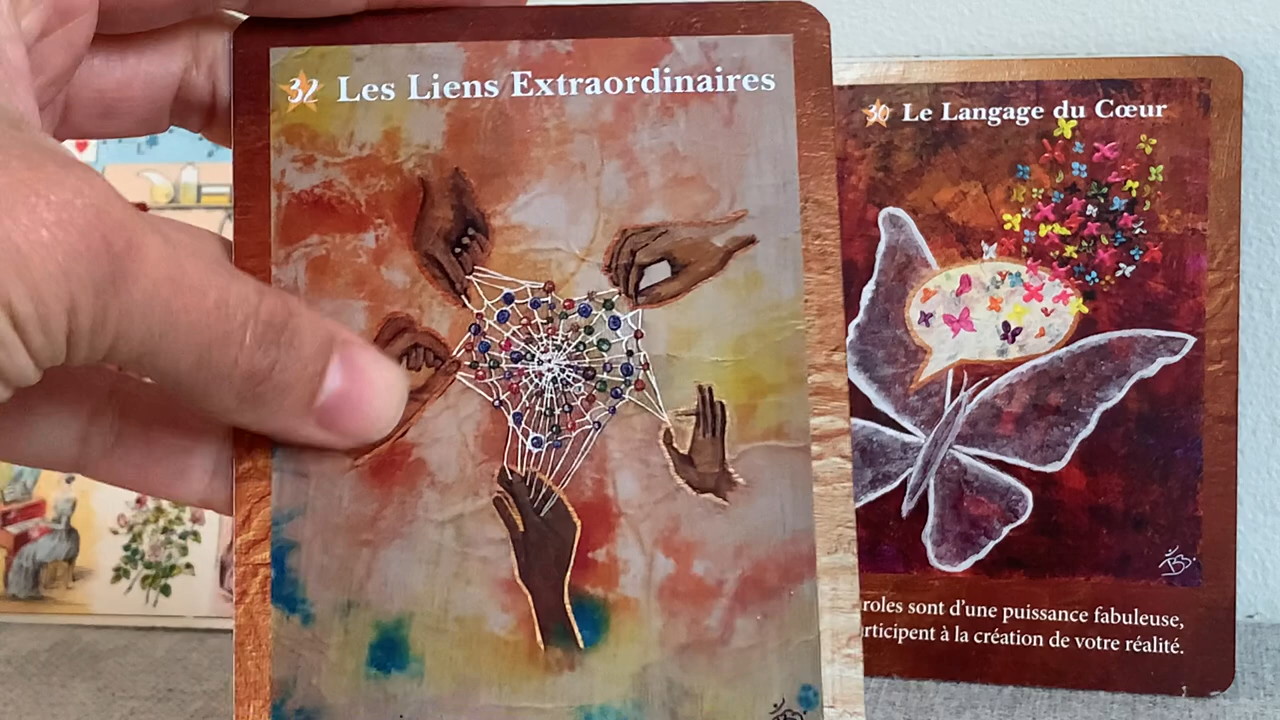 32 Les Liens Extraordinaires
30 Le Langage du Cœur
roles sont d'une puissance fabuleuse,
rticipent à la création de votre réalité.